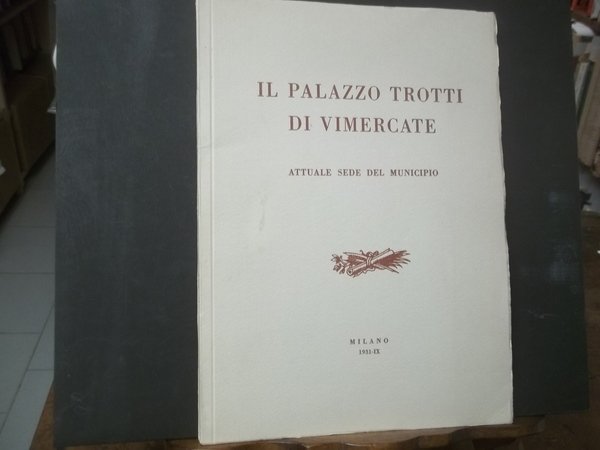 IL PALAZZO TROTTI
DI VIMERCATE
ATTUALE SEDE DEL MUNICIPIO
MILANO
1931-IX